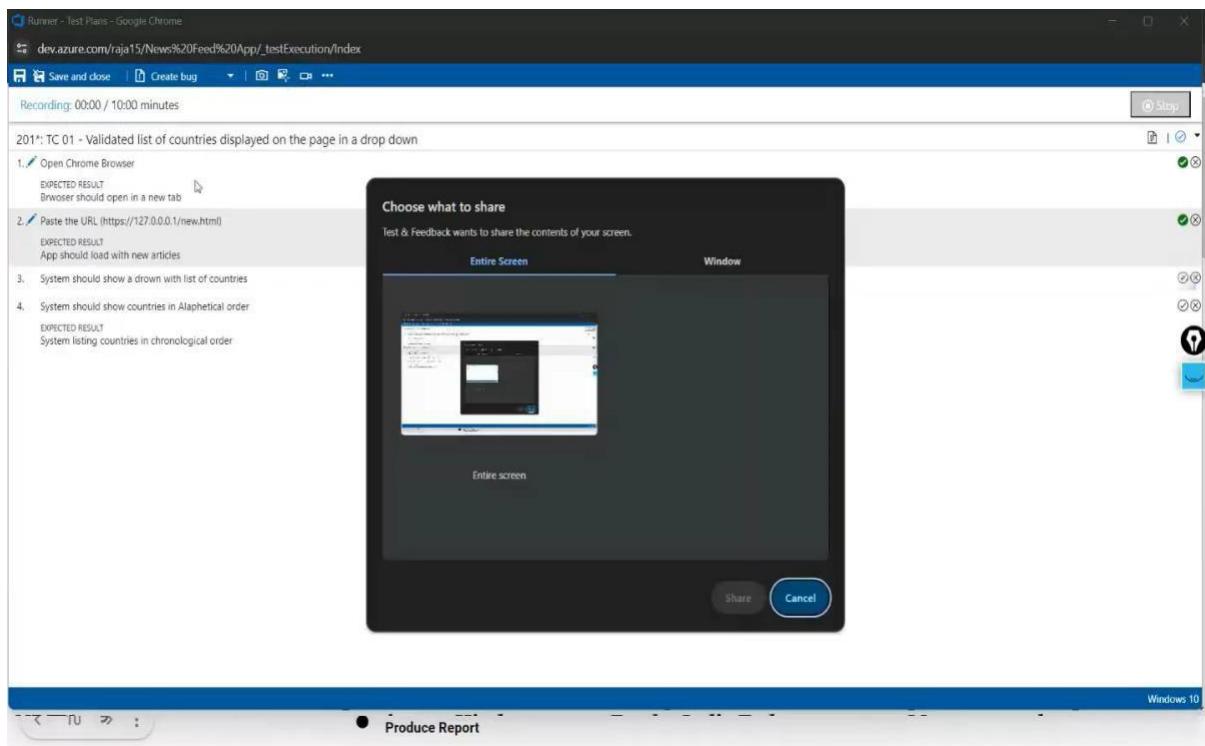 Runner - Test Plans - Google Chrome
dev.azure.com/raja15/News%20Feed%20App/_testExecution/Index
Save and close Create bug
Recording: 00:00 / 10:00 minutes
Stop
201*: TC 01 - Validated list of countries displayed on the page in a drop down
1. Open Chrome Browser
EXPECTED RESULT
Brwoser should open in a new tab
2. Paste the URL (https://127.0.0.0.1/new.html)
EXPECTED RESULT
App should load with new articles
3. System should show a drown with list of countries
4. System should show countries in Alaphetical order
EXPECTED RESULT
System listing countries in chronological order
Choose what to share
Test & Feedback wants to share the contents of your screen.
Entire Screen Window
Entire screen
Share Cancel
Windows 10
Produce Report